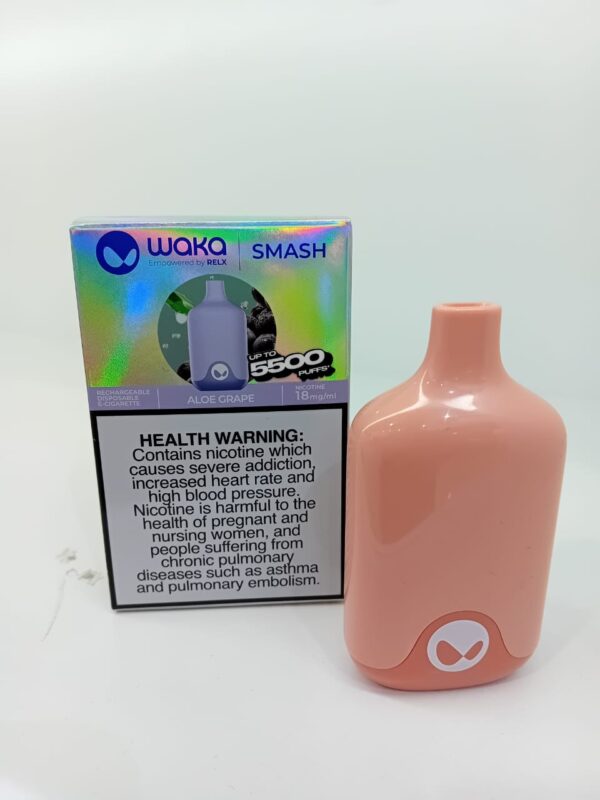 waka
Empowered by RELX
SMASH
UP TO
5500
PUFFS*
RECHARGEABLE
DISPOSABLE
E-CIGARETTE
ALOE GRAPE
NICOTINE
18mg/ml
HEALTH WARNING:
Contains nicotine which
causes severe addiction,
increased heart rate and
high blood pressure.
Nicotine is harmful to the
health of pregnant and
nursing women, and
people suffering from
chronic pulmonary
diseases such as asthma
and pulmonary embolism.